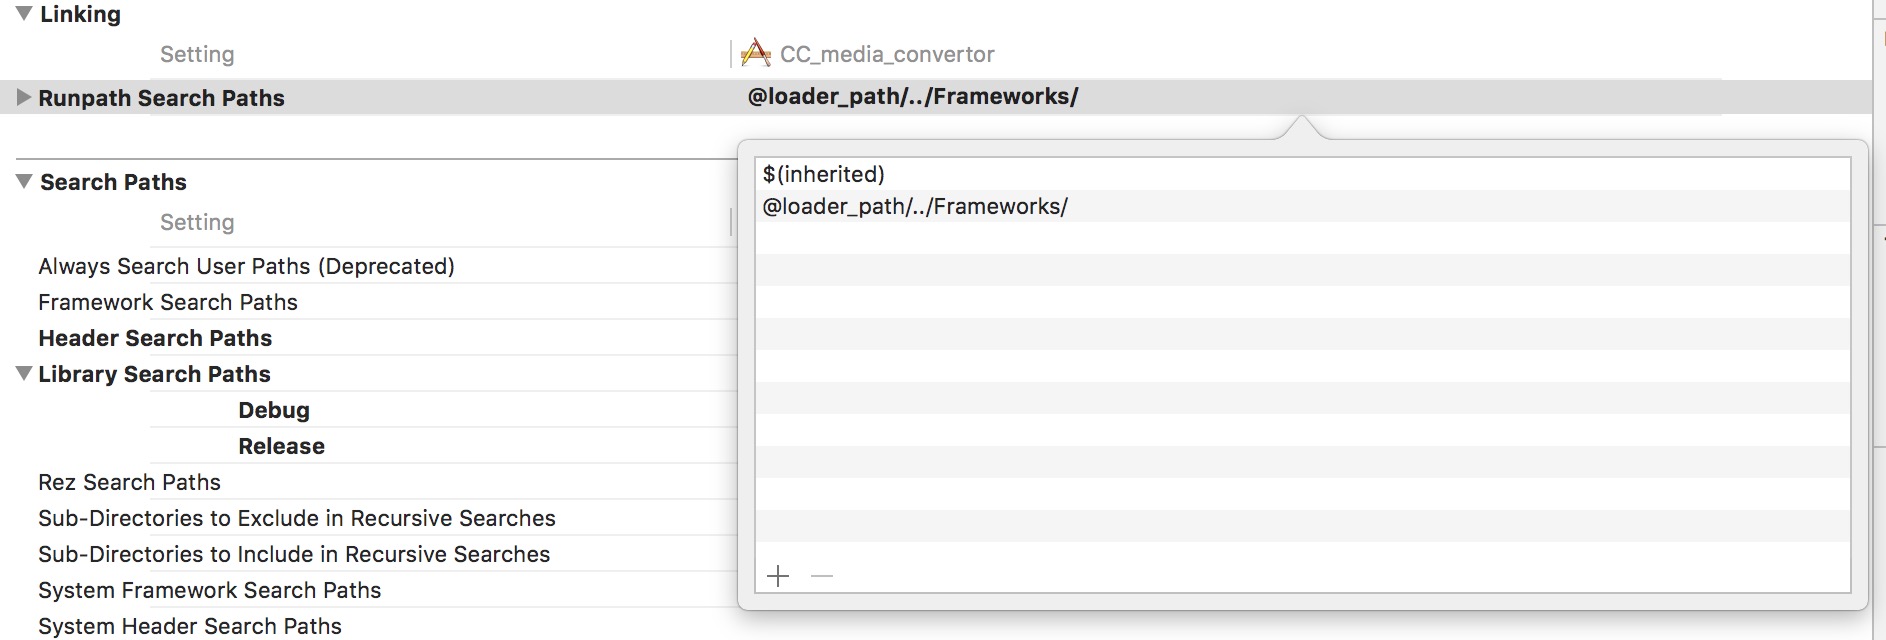 Linking
Setting
CC_media_convertor
Runpath Search Paths
@loader_path/../Frameworks/
$(inherited)
@loader_path/../Frameworks/
Search Paths
Setting
Always Search User Paths (Deprecated)
Framework Search Paths
Header Search Paths
Library Search Paths
Debug
Release
Rez Search Paths
Sub-Directories to Exclude in Recursive Searches
Sub-Directories to Include in Recursive Searches
System Framework Search Paths
System Header Search Paths